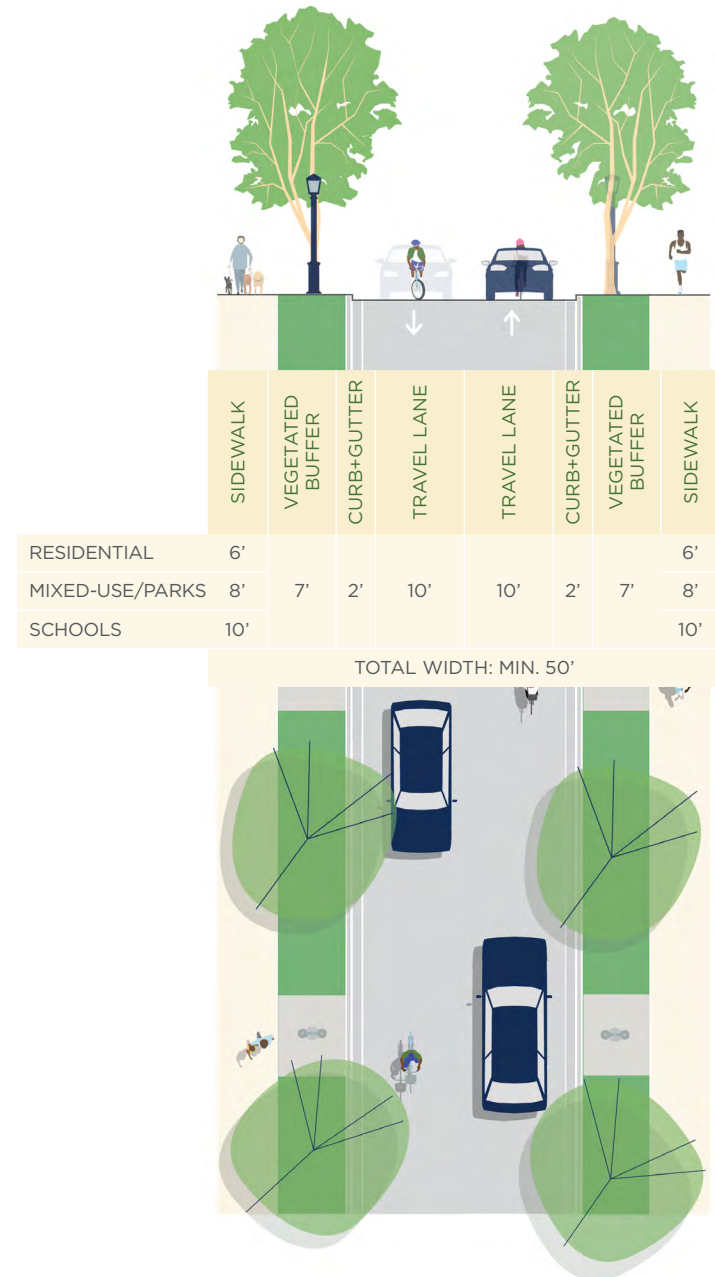 SIDEWALK
VEGETATED
BUFFER
CURB+GUTTER
TRAVEL LANE
TRAVEL LANE
CURB+GUTTER
VEGETATED
BUFFER
SIDEWALK
RESIDENTIAL 6’ 6’
MIXED-USE/PARKS 8’ 7’ 2’ 10’ 10’ 2’ 7’ 8’
SCHOOLS 10’ 10’
TOTAL WIDTH: MIN. 50’